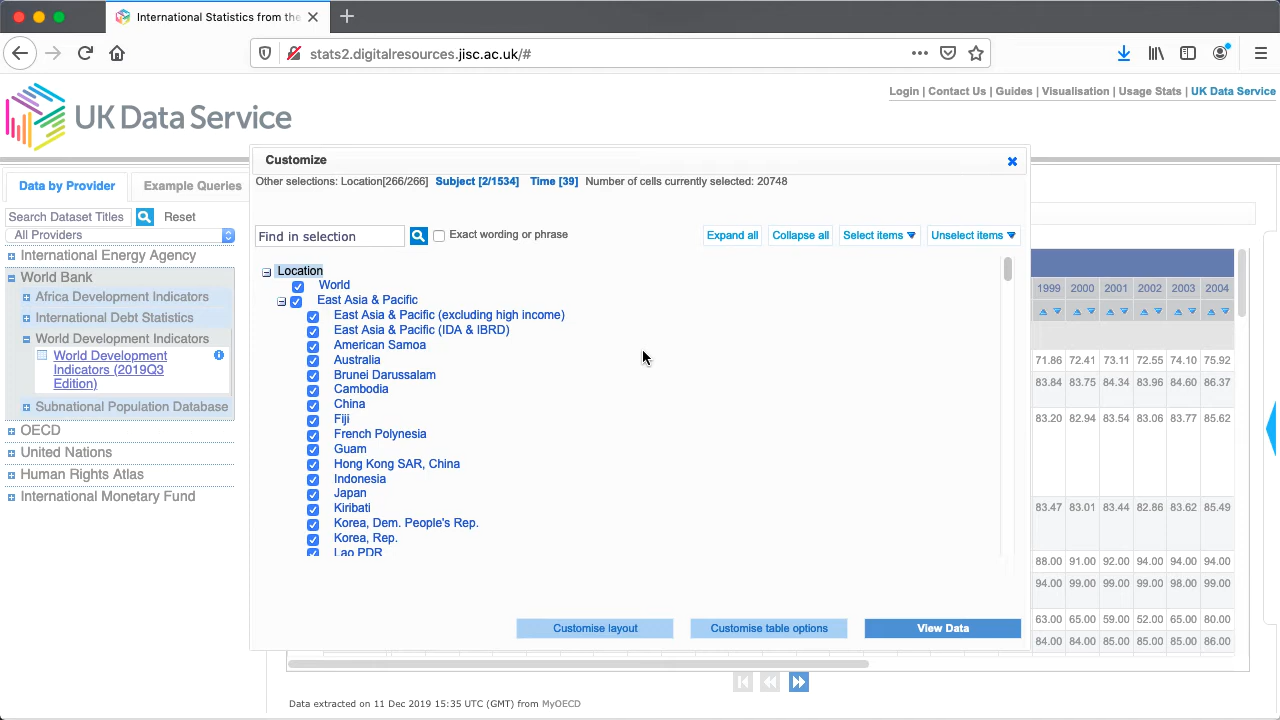 International Statistics from the
stats2.digitalresources.jisc.ac.uk/#
Login | Contact Us | Guides | Visualisation | Usage Stats | UK Data Service
UK Data Service
Data by Provider
Example Queries
Search Dataset Titles
Reset
All Providers
International Energy Agency
World Bank
Africa Development Indicators
International Debt Statistics
World Development Indicators
World Development
Indicators (2019Q3
Edition)
Subnational Population Database
OECD
United Nations
Human Rights Atlas
International Monetary Fund
Customize
Other selections: Location[266/266] Subject [2/1534] Time [39] Number of cells currently selected: 20748
Find in selection
Exact wording or phrase
Expand all
Collapse all
Select items
Unselect items
Location
World
East Asia & Pacific
East Asia & Pacific (excluding high income)
East Asia & Pacific (IDA & IBRD)
American Samoa
Australia
Brunei Darussalam
Cambodia
China
Fiji
French Polynesia
Guam
Hong Kong SAR, China
Indonesia
Japan
Kiribati
Korea, Dem. People's Rep.
Korea, Rep.
Lao PDR
Customise layout
Customise table options
View Data
1999 2000 2001 2002 2003 2004
71.86 72.41 73.11 72.55 74.10 75.92
83.84 83.75 84.34 83.96 84.60 86.37
83.20 82.94 83.54 83.06 83.77 85.62
83.47 83.01 83.44 82.86 83.62 85.49
88.00 91.00 92.00 94.00 94.00 94.00
94.00 99.00 99.00 99.00 98.00 99.00
63.00 65.00 59.00 52.00 65.00 80.00
84.00 84.00 85.00 85.00 85.00 86.00
Data extracted on 11 Dec 2019 15:35 UTC (GMT) from MyOECD